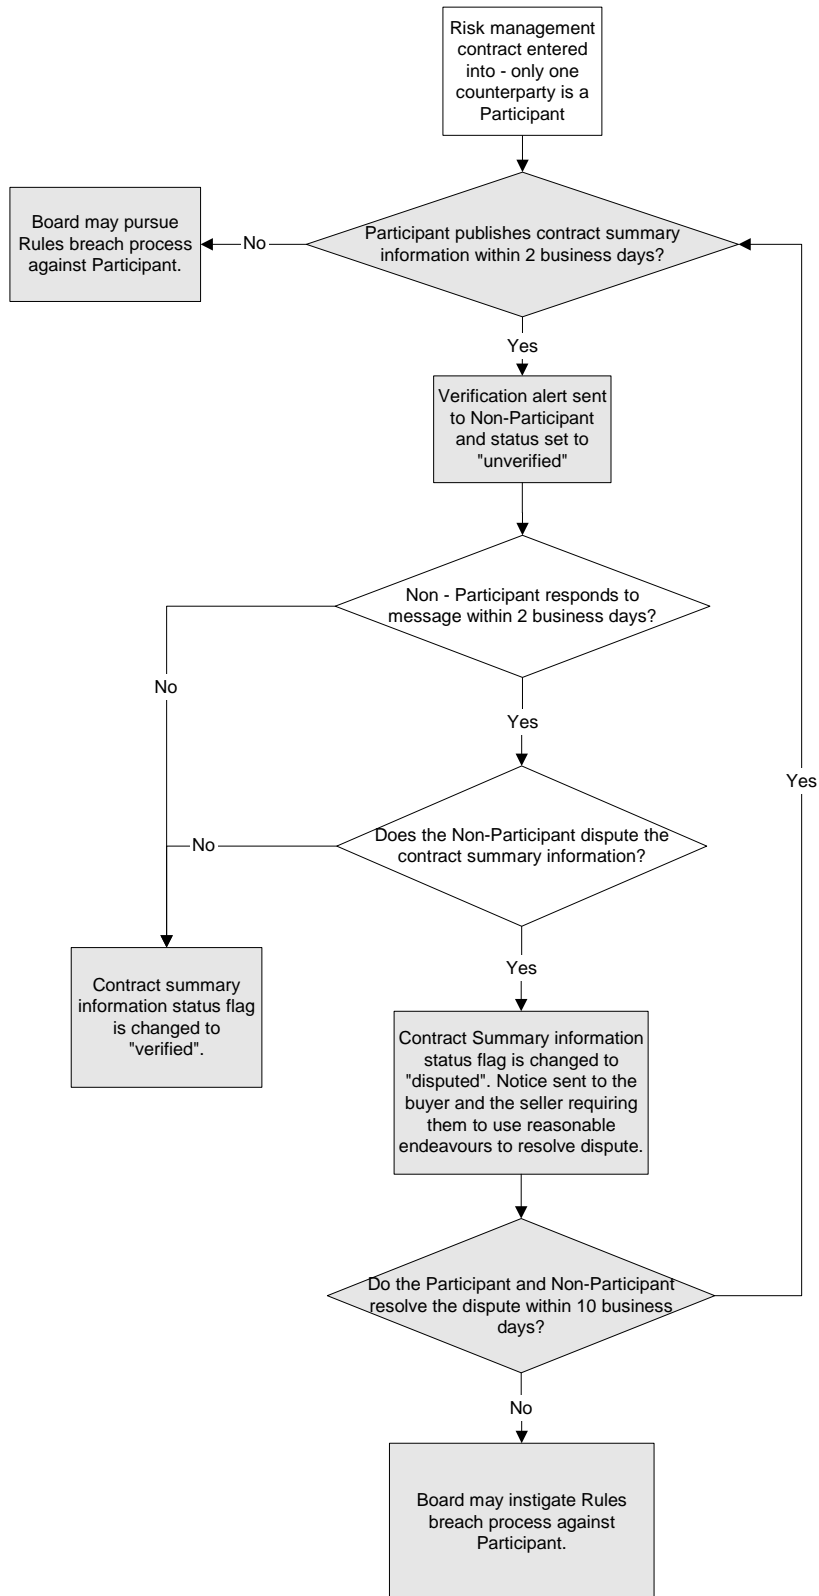 Risk management
contract entered
into - only one
counterparty is a
Participant
Board may pursue
Rules breach process
against Participant.
No
Participant publishes contract summary
information within 2 business days?
Yes
Verification alert sent
to Non-Participant
and status set to
"unverified"
Non - Participant responds to
message within 2 business days?
No
Yes
Yes
Does the Non-Participant dispute the
contract summary information?
No
Yes
Contract summary
information status flag
is changed to
"verified".
Contract Summary information
status flag is changed to
"disputed". Notice sent to the
buyer and the seller requiring
them to use reasonable
endeavours to resolve dispute.
Do the Participant and Non-Participant
resolve the dispute within 10 business
days?
No
Board may instigate Rules
breach process against
Participant.